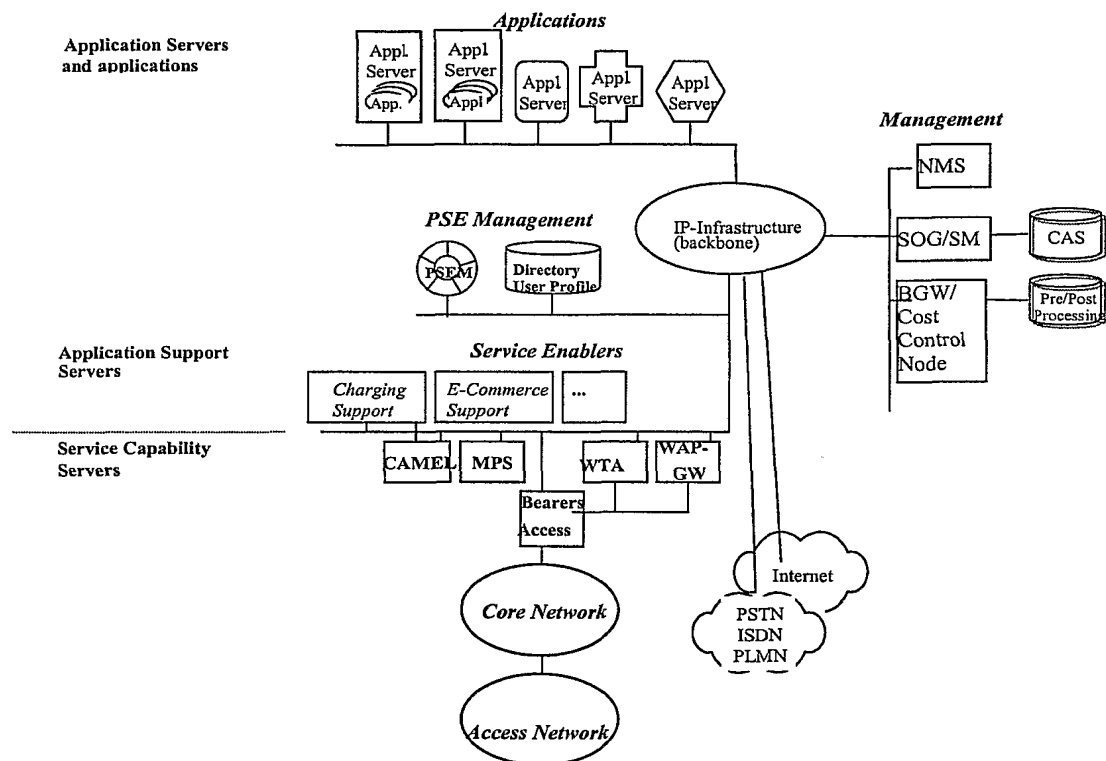 Applications
Application Servers
and applications
Appl
Server
App.
Appl
Server
Appl
Appl
Server
Appl
Server
Appl
Server
Management
NMS
SOG/SM
CAS
BGW/
Cost
Control
Node
Pre/Post
Processing
IP-Infrastructure
(backbone)
PSE Management
PSEM
Directory
User Profile
Application Support
Servers
Service Enablers
Charging
Support
E-Commerce
Support
...
Service Capability
Servers
CAMEL
MPS
WTA
WAP-
GW
Bearers
Access
Core Network
Access Network
Internet
PSTN
ISDN
PLMN